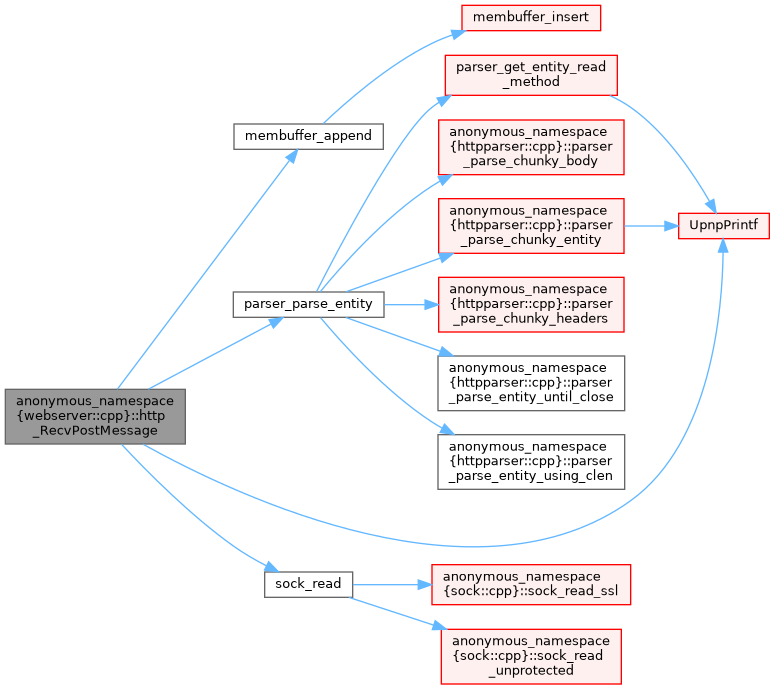 membuffer_insert
parser_get_entity_read
_method
anonymous_namespace
{httpparser::cpp}::parser
_parse_chunky_body
membuffer_append
anonymous_namespace
{httpparser::cpp}::parser
_parse_chunky_entity
UpnpPrintf
parser_parse_entity
anonymous_namespace
{httpparser::cpp}::parser
_parse_chunky_headers
anonymous_namespace
{httpparser::cpp}::parser
_parse_entity_until_close
anonymous_namespace
{webserver::cpp}::http
_RecvPostMessage
anonymous_namespace
{httpparser::cpp}::parser
_parse_entity_using_clen
sock_read
anonymous_namespace
{sock::cpp}::sock_read_ssl
anonymous_namespace
{sock::cpp}::sock_read
_unprotected